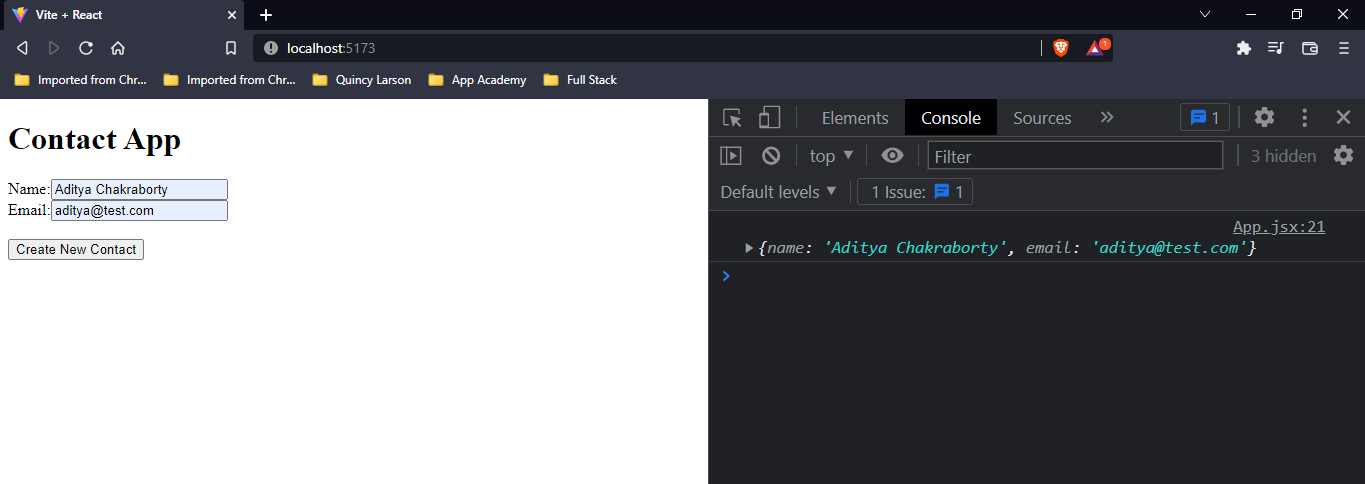 Vite + React
localhost:5173
1
Imported from Chr...
Imported from Chr...
Quincy Larson
App Academy
Full Stack
Contact App
Name: Aditya Chakraborty
Email: aditya@test.com
Create New Contact
Elements
Console
Sources
1
top
Filter
3 hidden
Default levels
1 Issue: 1
App.jsx:21
{name: 'Aditya Chakraborty', email: 'aditya@test.com'}